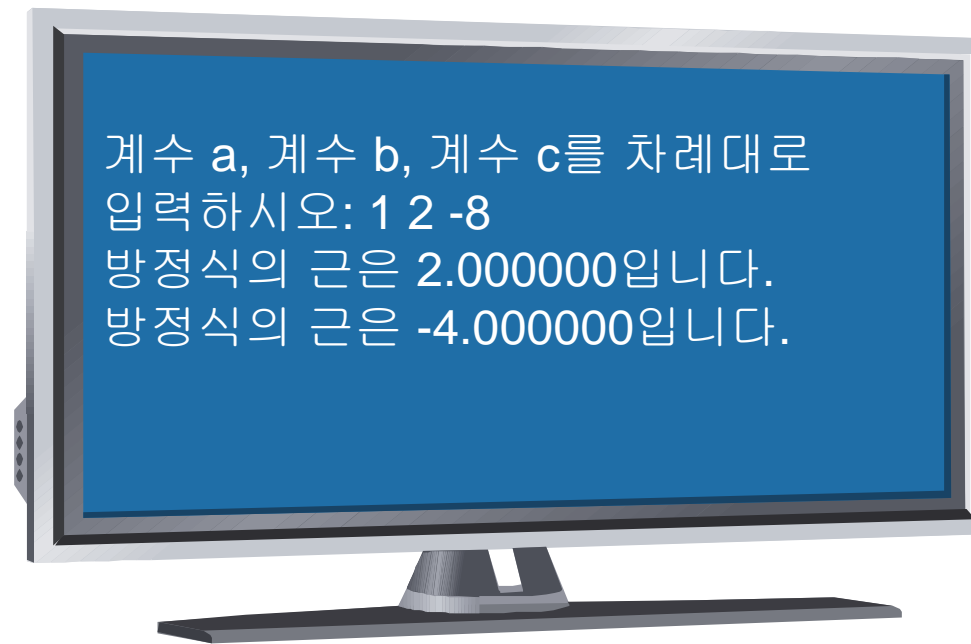 계수 a, 계수 b, 계수 c를 차례대로
입력하시오: 1 2 -8
방정식의 근은 2.000000입니다.
방정식의 근은 -4.000000입니다.